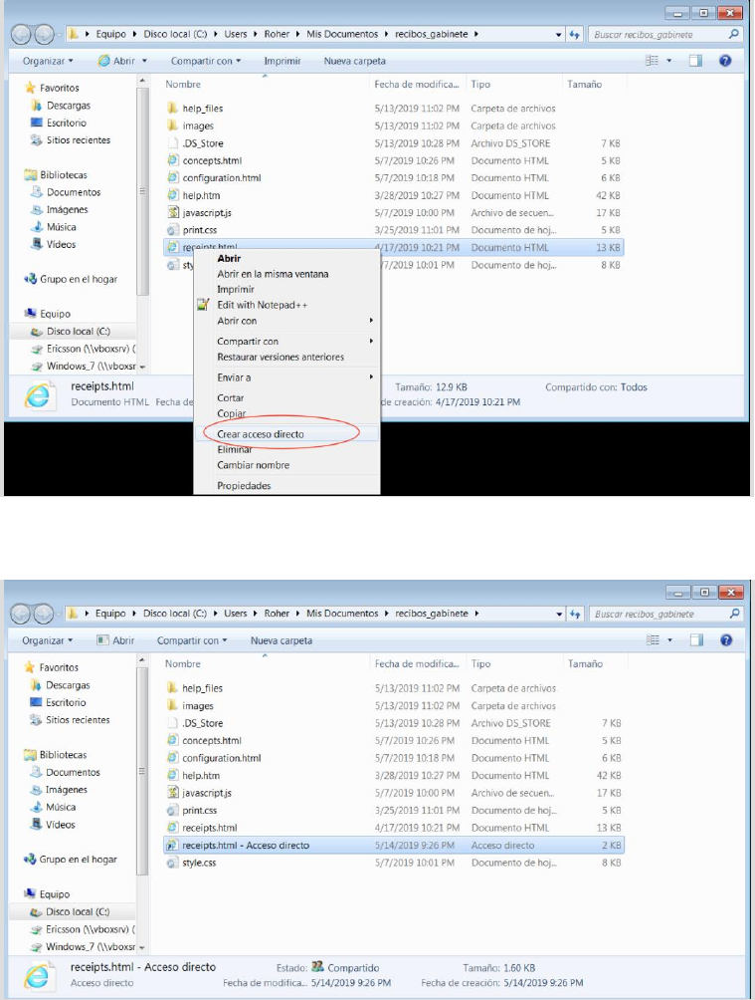 Equipo Disco local (C:) Users Roher Mis Documentos recibos_gabinete Buscar recibos_gabinete
Organizar Abrir Compartir con Imprimir Nueva carpeta
Nombre Fecha de modifica... Tipo Tamaño
Favoritos
Descargas
Escritorio
Sitios recientes
Bibliotecas
Documentos
Imágenes
Música
Vídeos
Grupo en el hogar
Equipo
Disco local (C:)
Ericsson (\\vboxsrv) (
Windows_7 (\\vboxsr
help_files 5/13/2019 11:02 PM Carpeta de archivos
images 5/13/2019 11:02 PM Carpeta de archivos
.DS_Store 5/13/2019 10:28 PM Archivo DS_STORE 7 KB
concepts.html 5/7/2019 10:26 PM Documento HTML 5 KB
configuration.html 5/7/2019 10:18 PM Documento HTML 6 KB
help.htm 3/28/2019 10:27 PM Documento HTML 42 KB
javascript.js 5/7/2019 10:00 PM Archivo de secuen... 17 KB
print.css 3/25/2019 11:01 PM Documento de hoj... 5 KB
receipts.html 4/17/2019 10:21 PM Documento HTML 13 KB
sty /7/2019 10:01 PM Documento de hoj... 8 KB
Abrir
Abrir en la misma ventana
Imprimir
Edit with Notepad++
Abrir con
Compartir con
Restaurar versiones anteriores
Enviar a
Cortar
Copiar
Crear acceso directo
Eliminar
Cambiar nombre
Propiedades
receipts.html Tamaño: 12.9 KB Compartido con: Todos
Documento HTML Fecha de de creación: 4/17/2019 10:21 PM
Equipo Disco local (C:) Users Roher Mis Documentos recibos_gabinete Buscar recibos_gabinete
Organizar Abrir Compartir con Nueva carpeta
Nombre Fecha de modifica... Tipo Tamaño
Favoritos
Descargas
Escritorio
Sitios recientes
Bibliotecas
Documentos
Imágenes
Música
Vídeos
Grupo en el hogar
Equipo
Disco local (C:)
Ericsson (\\vboxsrv) (
Windows_7 (\\vboxsr
help_files 5/13/2019 11:02 PM Carpeta de archivos
images 5/13/2019 11:02 PM Carpeta de archivos
.DS_Store 5/13/2019 10:28 PM Archivo DS_STORE 7 KB
concepts.html 5/7/2019 10:26 PM Documento HTML 5 KB
configuration.html 5/7/2019 10:18 PM Documento HTML 6 KB
help.htm 3/28/2019 10:27 PM Documento HTML 42 KB
javascript.js 5/7/2019 10:00 PM Archivo de secuen... 17 KB
print.css 3/25/2019 11:01 PM Documento de hoj... 5 KB
receipts.html 4/17/2019 10:21 PM Documento HTML 13 KB
receipts.html - Acceso directo 5/14/2019 9:26 PM Acceso directo 2 KB
style.css 5/7/2019 10:01 PM Documento de hoj... 8 KB
receipts.html - Acceso directo Estado: Compartido Tamaño: 1.60 KB
Acceso directo Fecha de modifica... 5/14/2019 9:26 PM Fecha de creación: 5/14/2019 9:26 PM